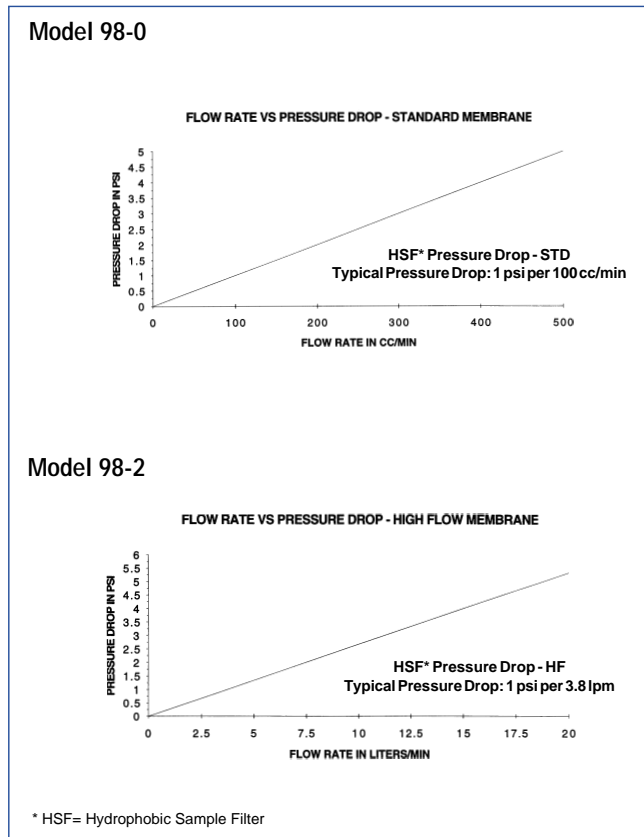 Model 98-0
FLOW RATE VS PRESSURE DROP - STANDARD MEMBRANE
PRESSURE DROP IN PSI
5
4.5
4
3.5
3
2.5
2
1.5
1
0.5
0
HSF* Pressure Drop - STD
Typical Pressure Drop: 1 psi per 100 cc/min
0 100 200 300 400 500
FLOW RATE IN CC/MIN
Model 98-2
FLOW RATE VS PRESSURE DROP - HIGH FLOW MEMBRANE
PRESSURE DROP IN PSI
6
5.5
5
4.5
4
3.5
3
2.5
2
1.5
1
0.5
0
HSF* Pressure Drop - HF
Typical Pressure Drop: 1 psi per 3.8 lpm
0 2.5 5 7.5 10 12.5 15 17.5 20
FLOW RATE IN LITERS/MIN
* HSF= Hydrophobic Sample Filter